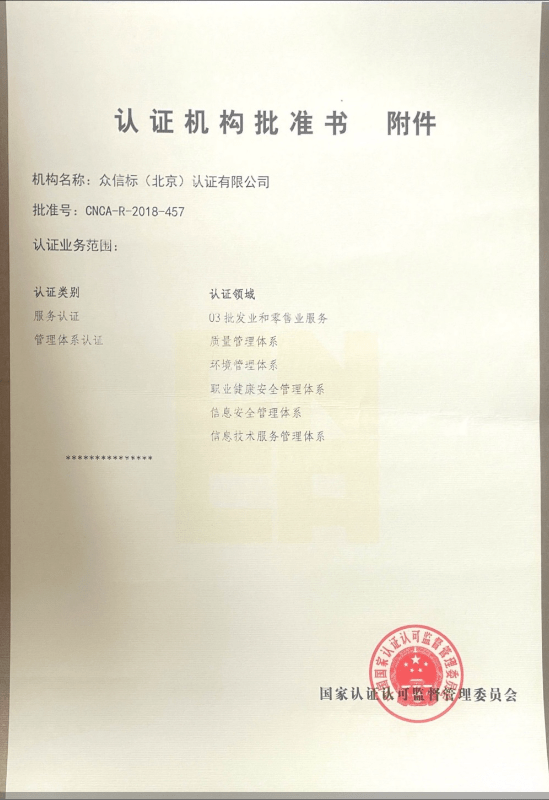 认证机构批准书 附件
机构名称：众信标（北京）认证有限公司
批准号：CNCA-R-2018-457
认证业务范围：
认证类别 认证领域
服务认证 03 批发业和零售业服务
管理体系认证 质量管理体系
环境管理体系
职业健康安全管理体系
信息安全管理体系
信息技术服务管理体系
***************
CNCA
中国国家认证认可监督管理委员会
国家认证认可监督管理委员会